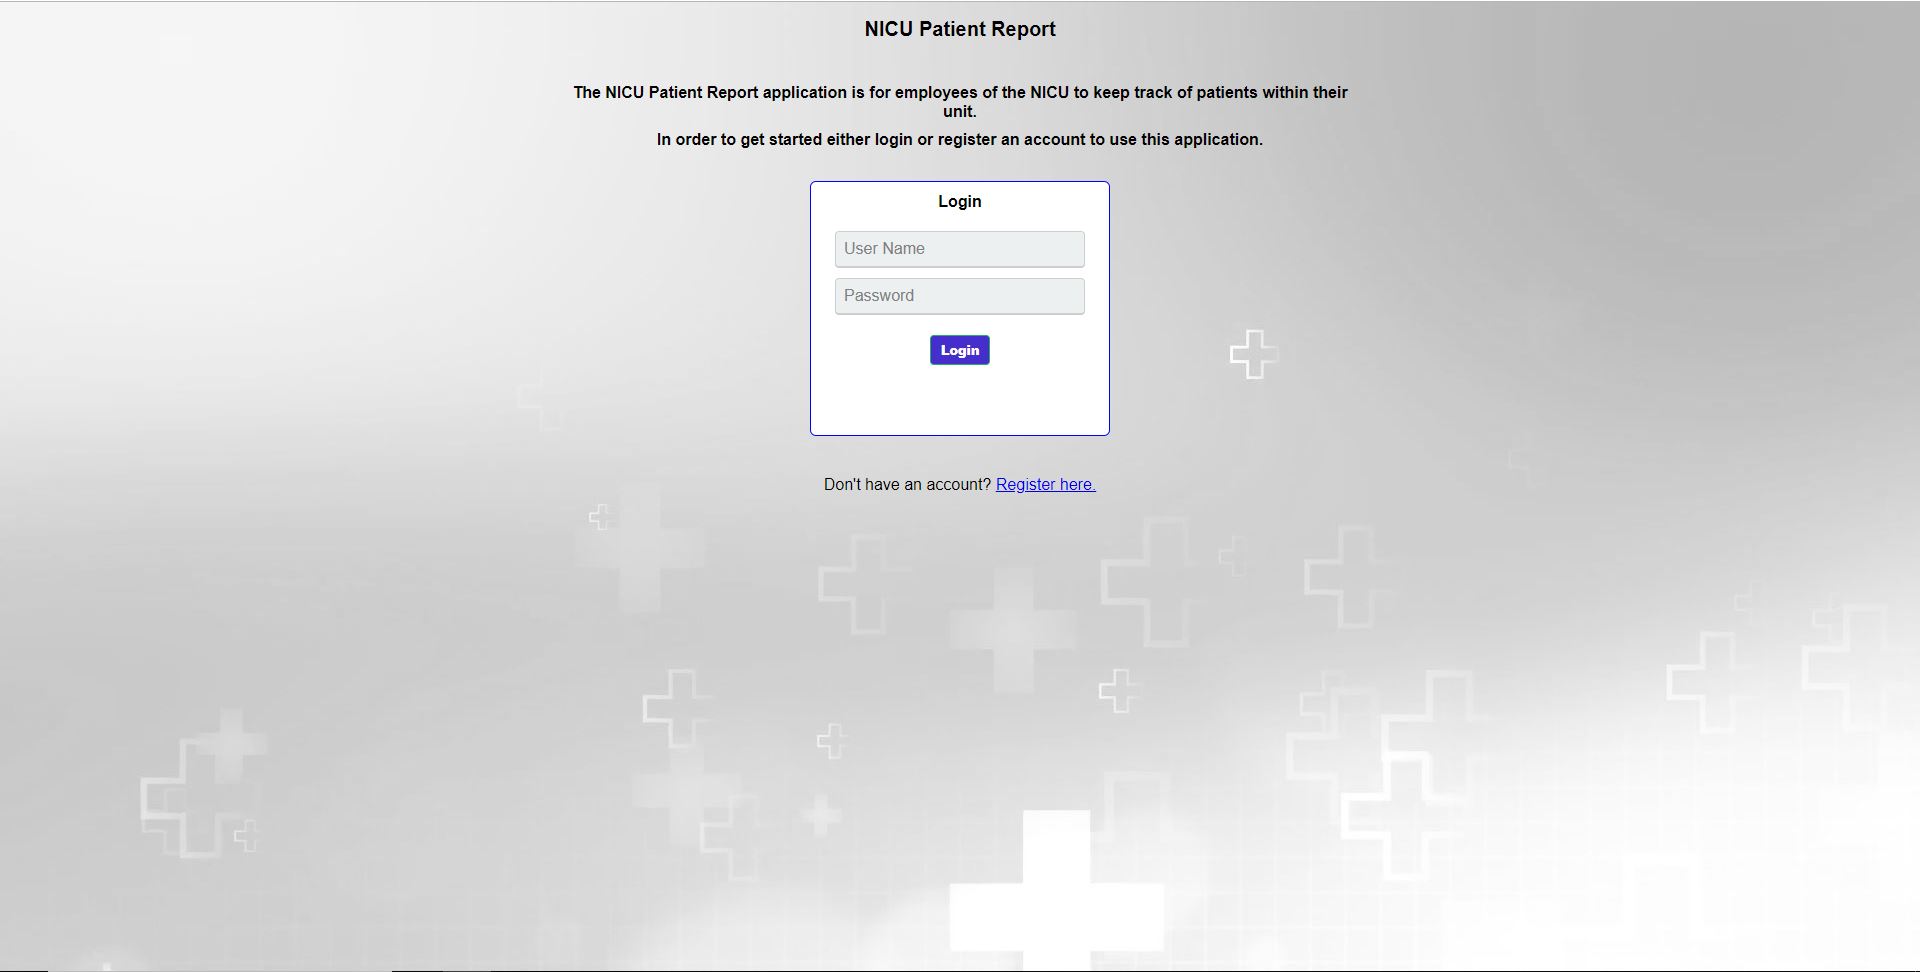 NICU Patient Report
The NICU Patient Report application is for employees of the NICU to keep track of patients within their
unit.
In order to get started either login or register an account to use this application.
Login
User Name
Password
Login
Don't have an account? Register here.